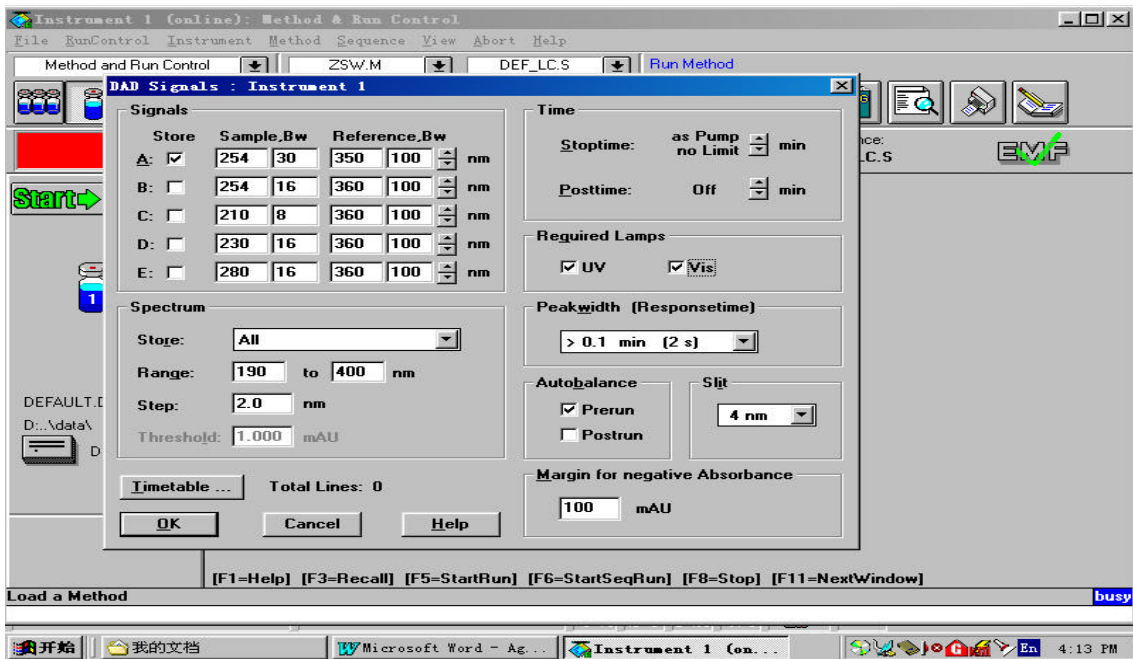 Instrument 1 (online): Method & Run Control
File RunControl Instrument Method Sequence View Abort Help
Method and Run Control ZSW.M DEF_LC.S Run Method
DAD Signals : Instrument 1
Signals
Store Sample,Bw Reference,Bw
A: 254 30 350 100 nm
B: 254 16 360 100 nm
C: 210 8 360 100 nm
D: 230 16 360 100 nm
E: 280 16 360 100 nm
Spectrum
Store: All
Range: 190 to 400 nm
Step: 2.0 nm
Threshold: 1.000 mAU
Timetable ... Total Lines: 0
OK Cancel Help
Time
Stoptime: as Pump no Limit min
Posttime: Off min
Required Lamps
UV Vis
Peakwidth (Responsetime)
> 0.1 min (2 s)
Autobalance
Prerun
Postrun
Slit
4 nm
Margin for negative Absorbance
100 mAU
nce:
LC.S
EMF
Start
1
DEFAULT.D
D:..\data\
D
[F1=Help] [F3=Recall] [F5=StartRun] [F6=StartSeqRun] [F8=Stop] [F11=NextWindow]
Load a Method busy
开始 我的文档 Microsoft Word - Ag... Instrument 1 (on... En 4:13 PM